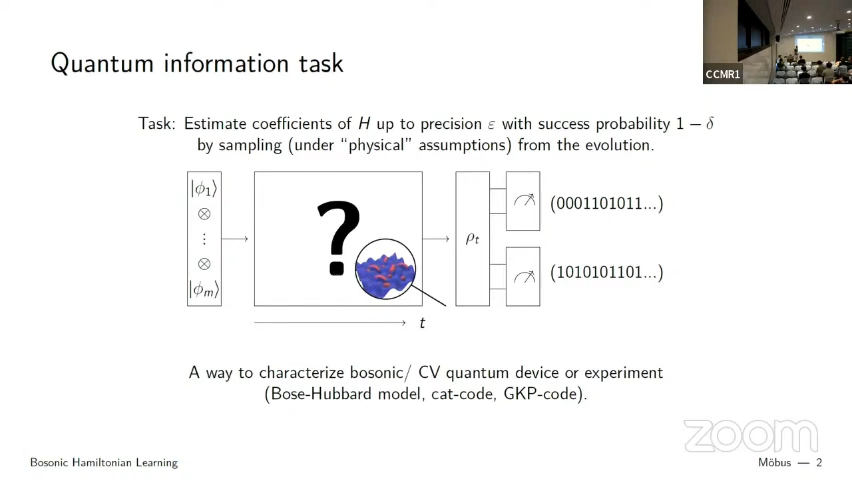 CCMR1
Quantum information task
Task: Estimate coefficients of H up to precision ε with success probability 1 − δ
by sampling (under “physical” assumptions) from the evolution.
|ϕ₁⟩
⊗
⋮
⊗
|ϕₘ⟩
?
ρₜ
(0001101011...)
(1010101101...)
t
A way to characterize bosonic/ CV quantum device or experiment
(Bose-Hubbard model, cat-code, GKP-code).
zoom
Bosonic Hamiltonian Learning
Möbus — 2